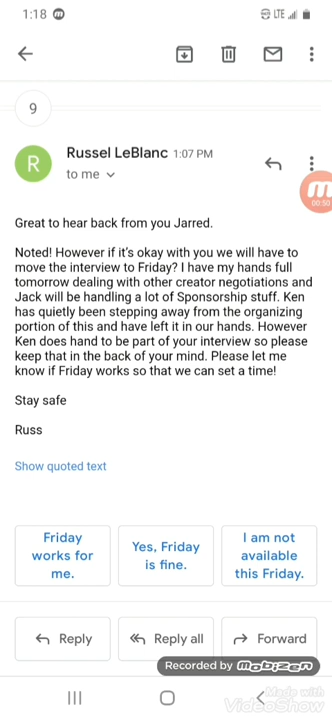 1:18 m LTE
9
R
Russel LeBlanc 1:07 PM
to me
m
00:50
Great to hear back from you Jarred.
Noted! However if it's okay with you we will have to
move the interview to Friday? I have my hands full
tomorrow dealing with other creator negotiations and
Jack will be handling a lot of Sponsorship stuff. Ken
has quietly been stepping away from the organizing
portion of this and have left it in our hands. However
Ken does hand to be part of your interview so please
keep that in the back of your mind. Please let me
know if Friday works so that we can set a time!
Stay safe
Russ
Show quoted text
Friday works for me.
Yes, Friday is fine.
I am not available this Friday.
Reply
Reply all
Forward
Recorded by mobizen
Made with
VideoShow